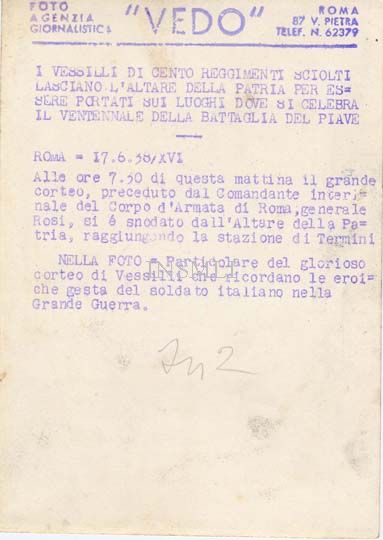 FOTO
AGENZIA
GIORNALISTICA
"VEDO"
ROMA
87 V. PIETRA
TELEF. N. 62379
I VESSILLI DI CENTO REGGIMENTI SCIOLTI
LASCIANO L'ALTARE DELLA PATRIA PER ES=
SERE PORTATI SUI LUOGHI DOVE SI CELEBRA
IL VENTENNALE DELLA BATTAGLIA DEL PIAVE
ROMA = I7.6.38/XVI
Alle ore 7.30 di questa mattina il grande
corteo, preceduto dal Comandante inter=
nale del Corpo d'Armata di Roma, generale
Rosi, si é snodato dall'Altare della Pa=
tria, raggiungendo la stazione di Termini
NELLA FOTO = Particolare del glorioso
corteo di Vessilli che ricordano le eroi=
che gesta del soldato italiano nella
Grande Guerra.
INSMLI